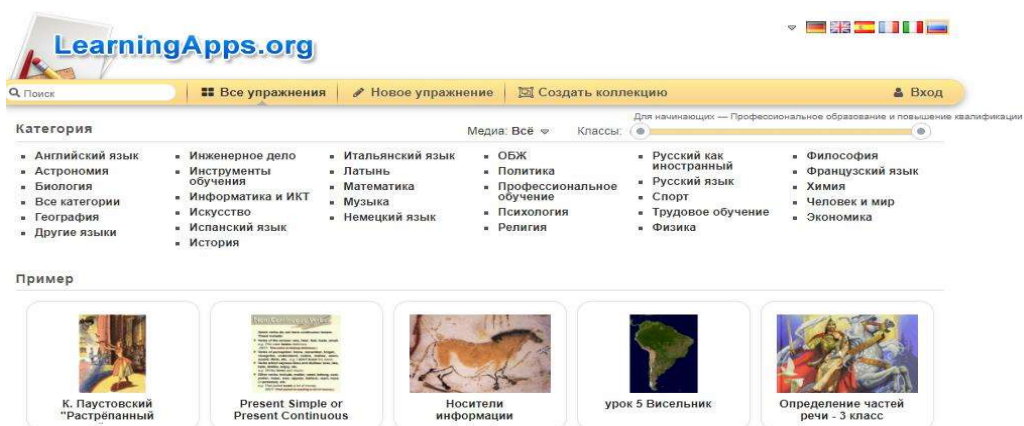 LearningApps.org
Поиск
Все упражнения
Новое упражнение
Создать коллекцию
Вход
Категория
Медиа: Всё
Классы:
Для начинающих — Профессиональное образование и повышение квалификации
Английский язык
Астрономия
Биология
Все категории
География
Другие языки
Инженерное дело
Инструменты
обучения
Информатика и ИКТ
Искусство
Испанский язык
История
Итальянский язык
Латынь
Математика
Музыка
Немецкий язык
ОБЖ
Политика
Профессиональное
обучение
Психология
Религия
Русский как
иностранный
Русский язык
Спорт
Трудовое обучение
Физика
Философия
Французский язык
Химия
Человек и мир
Экономика
Пример
К. Паустовский
"Растрёпанный
Present Simple or
Present Continuous
Носители
информации
урок 5 Висельник
Определение частей
речи - 3 класс